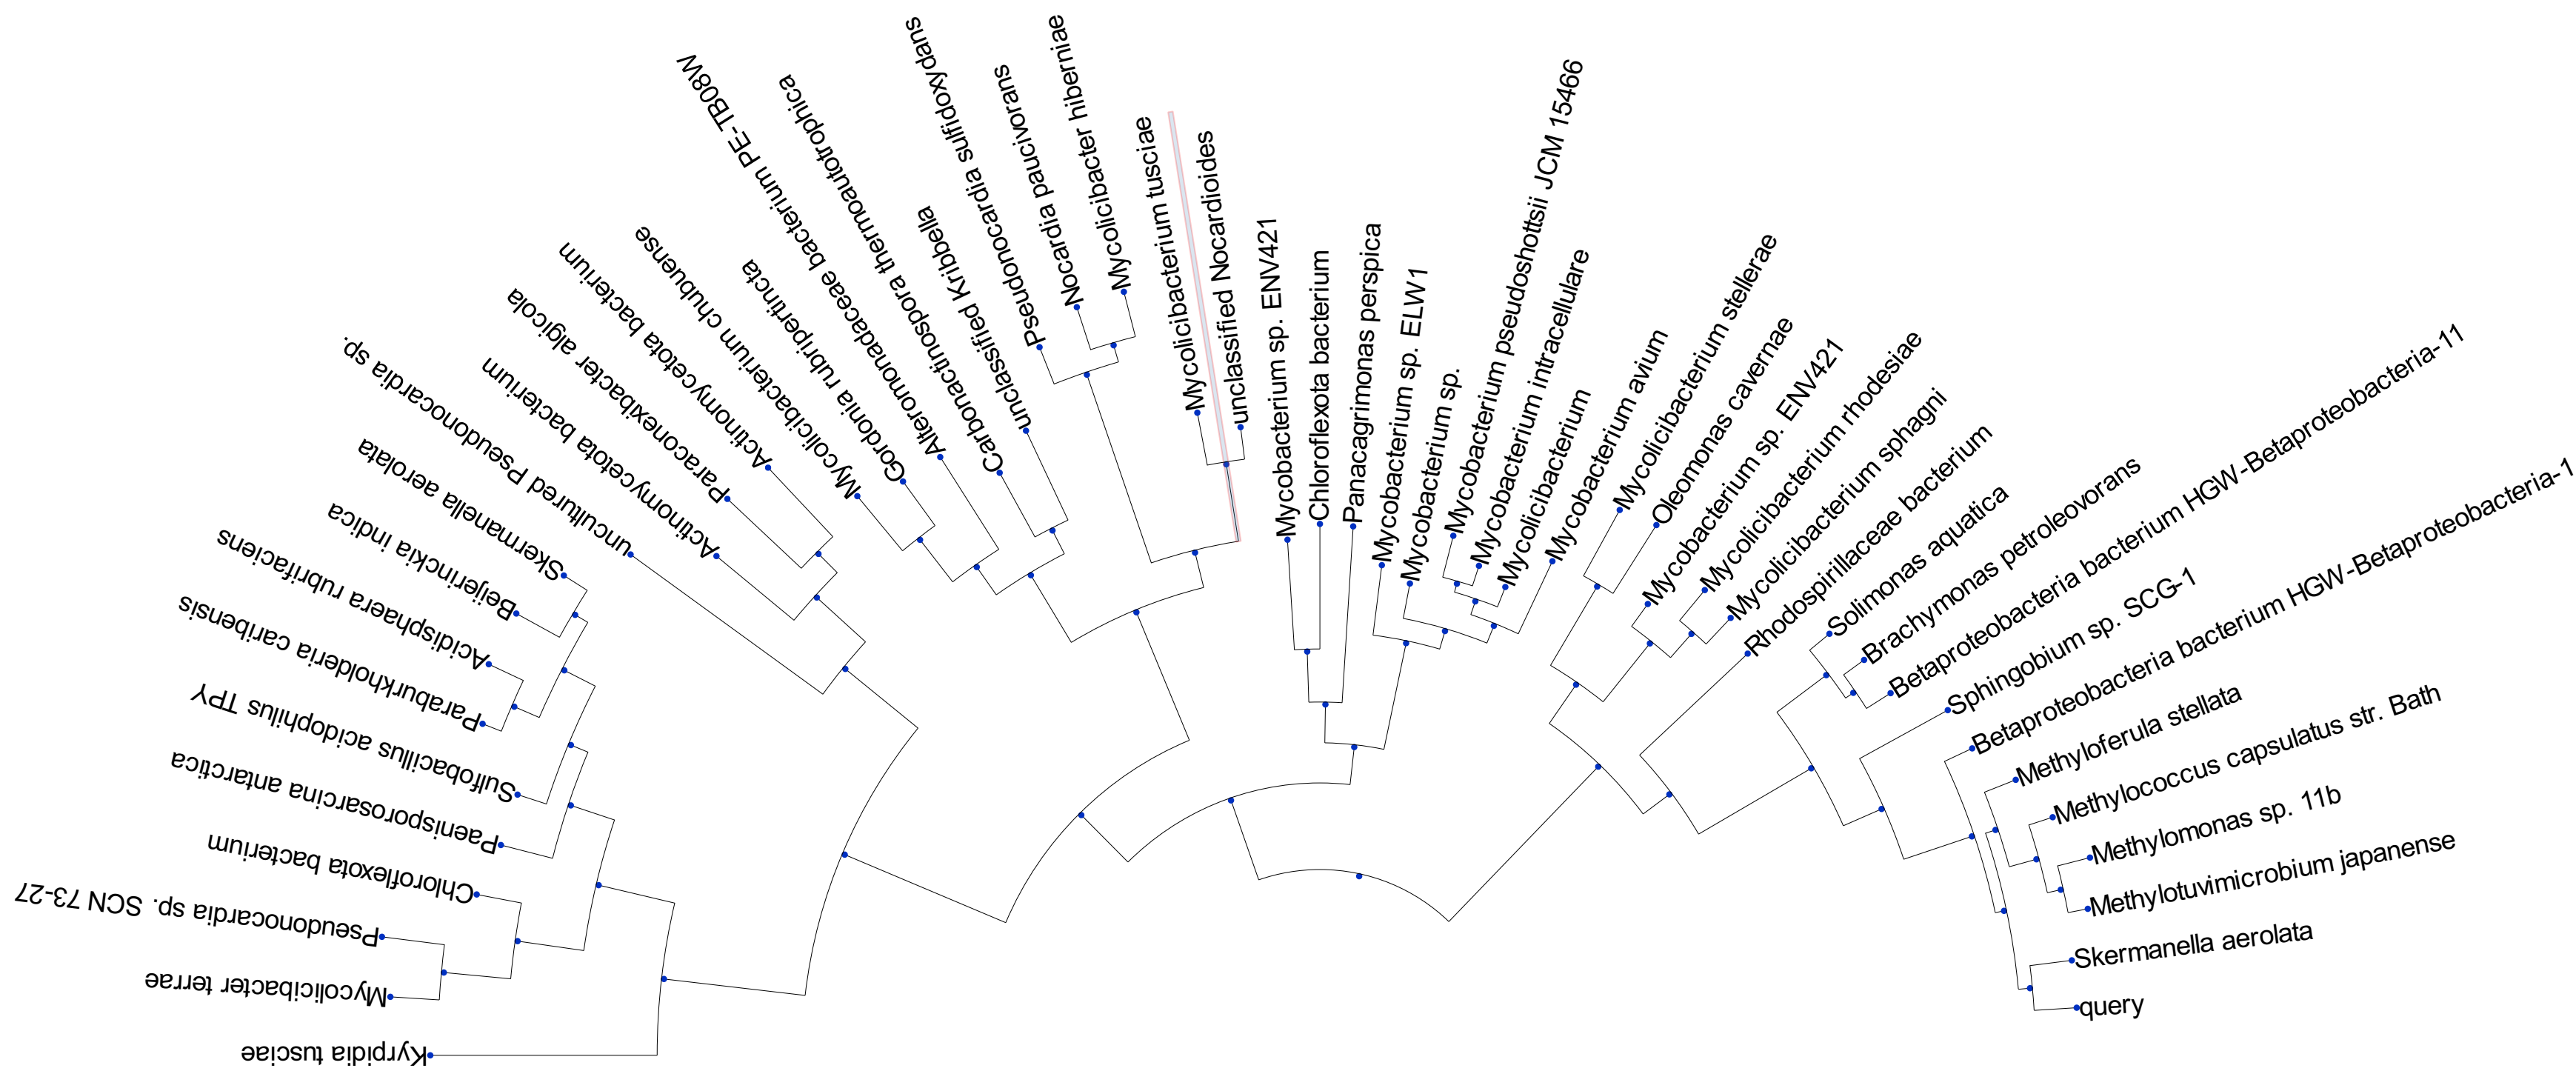 Kyrpidia tusciae
Mycolicibacter terrae
Pseudonocardia sp. SCN 73-27
Chloroflexota bacterium
Paenisporosarcina antarctica
Sulfobacillus acidophilus TPY
Paraburkholderia caribensis
Acidisphaera rubrifaciens
Beijerinckia indica
Skermanella aerolata
uncultured Pseudonocardia sp.
Actinomycetota bacterium
Paraconexibacter algicola
Actinomycetota bacterium
Mycolicibacterium chubuense
Gordonia rubripertincta
Alteromonadaceae bacterium PE-TB08W
Carbonactinospora thermoautotrophica
unclassified Kribbella
Pseudonocardia sulfidoxydans
Nocardia paucivorans
Mycolicibacter hiberniae
Mycolicibacterium tusciae
unclassified Nocardioides
Mycobacterium sp. ENV421
Chloroflexota bacterium
Panacagrimonas perspica
Mycobacterium sp. ELW1
Mycobacterium sp.
Mycobacterium pseudoshottsii JCM 15466
Mycobacterium intracellulare
Mycolicibacterium
Mycobacterium avium
Mycolicibacterium stellerae
Oleomonas cavernae
Mycobacterium sp. ENV421
Mycolicibacterium rhodesiae
Mycolicibacterium sphagni
Rhodospirillaceae bacterium
Solimonas aquatica
Brachymonas petroleovorans
Betaproteobacteria bacterium HGW-Betaproteobacteria-11
Sphingobium sp. SCG-1
Betaproteobacteria bacterium HGW-Betaproteobacteria-1
Methyloferula stellata
Methylococcus capsulatus str. Bath
Methylomonas sp. 11b
Methylotuvimicrobium japanense
Skermanella aerolata
query